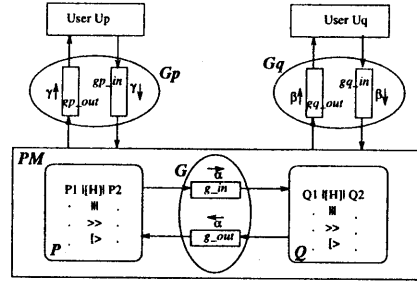 User Up
User Uq
Gp
Gq
γ↑ gp_out
gp_in γ↓
β↑ gq_out
gq_in β↓
PM
G
P1 |[H]| P2
|||
>>
[>
P
α→
g_in
α←
g_out
Q1 |[H]| Q2
|||
>>
[>
Q